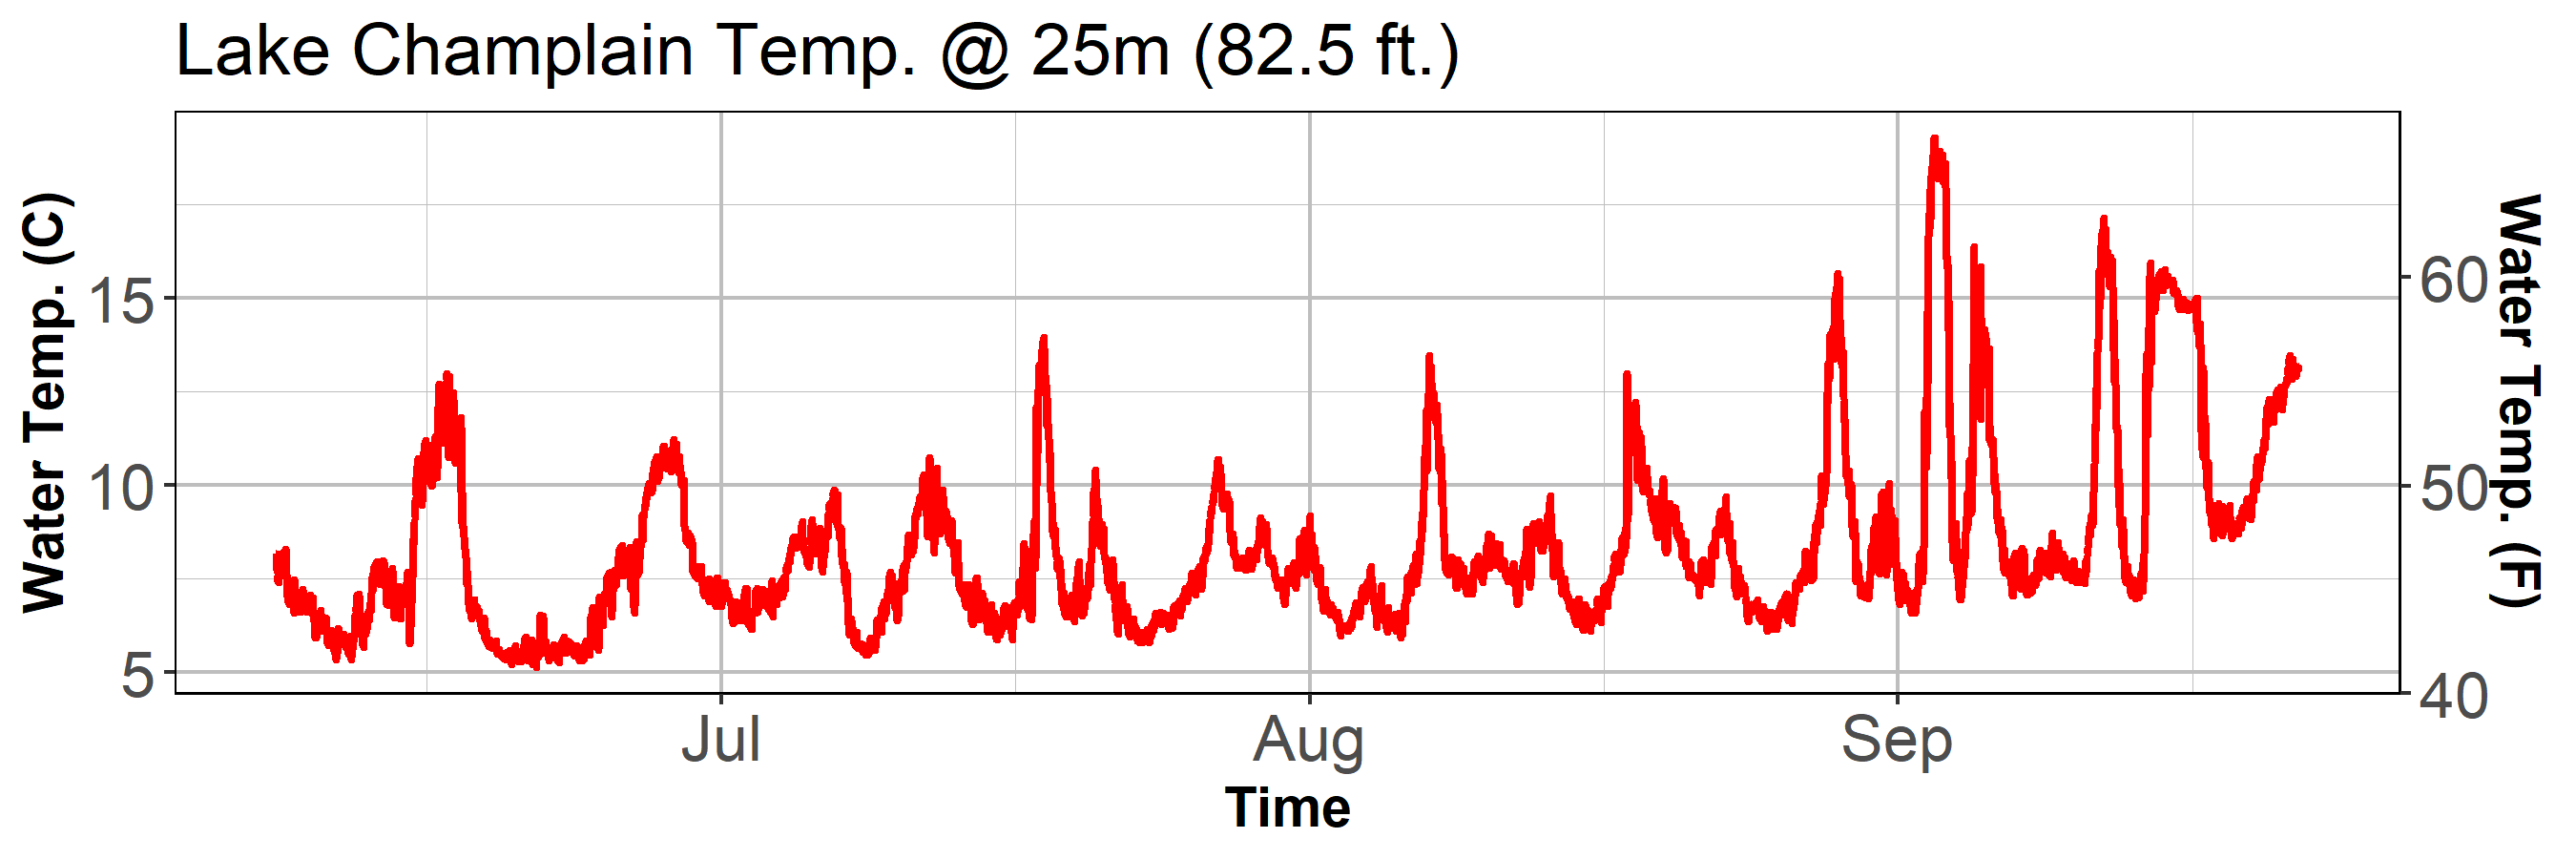 Lake Champlain Temp. @ 25m (82.5 ft.)
Water Temp. (C)
15
10
5
60
50
40
Water Temp. (F)
Jul Aug Sep
Time